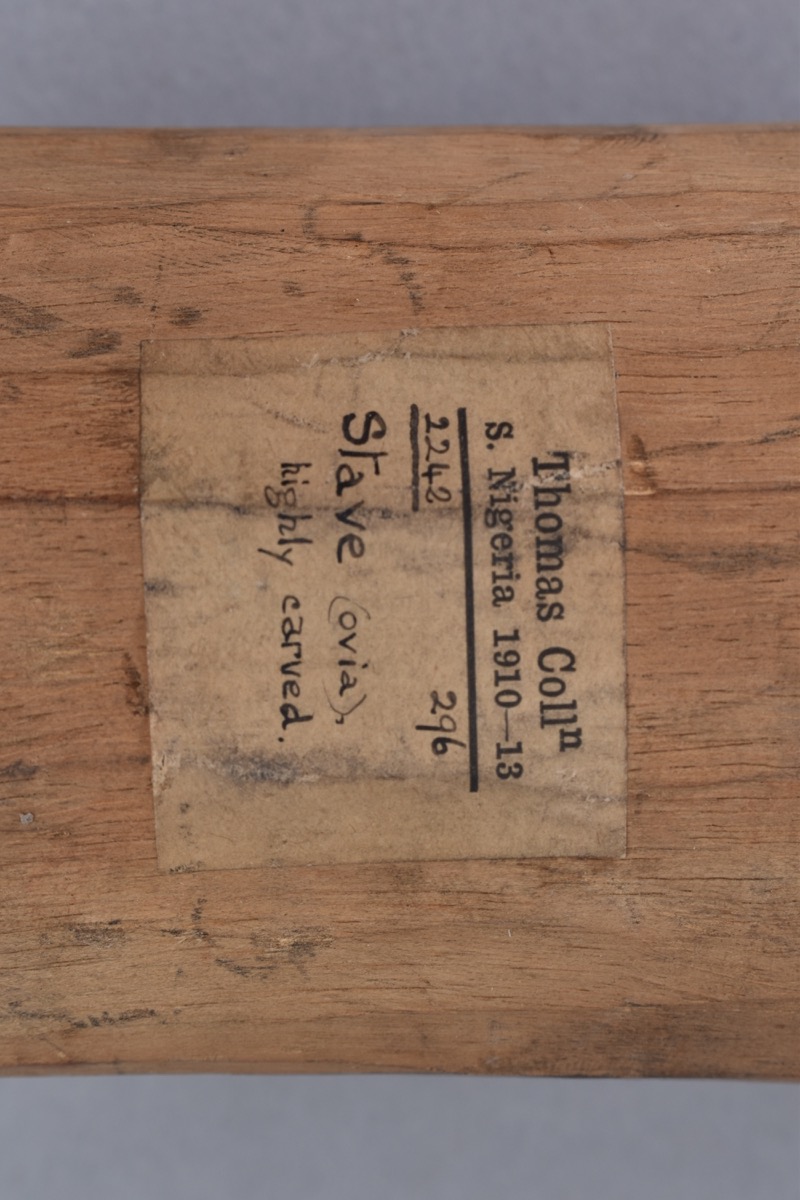 Thomas Collⁿ
S. Nigeria 1910—13
2242 296
Stave (ovia),
highly carved.